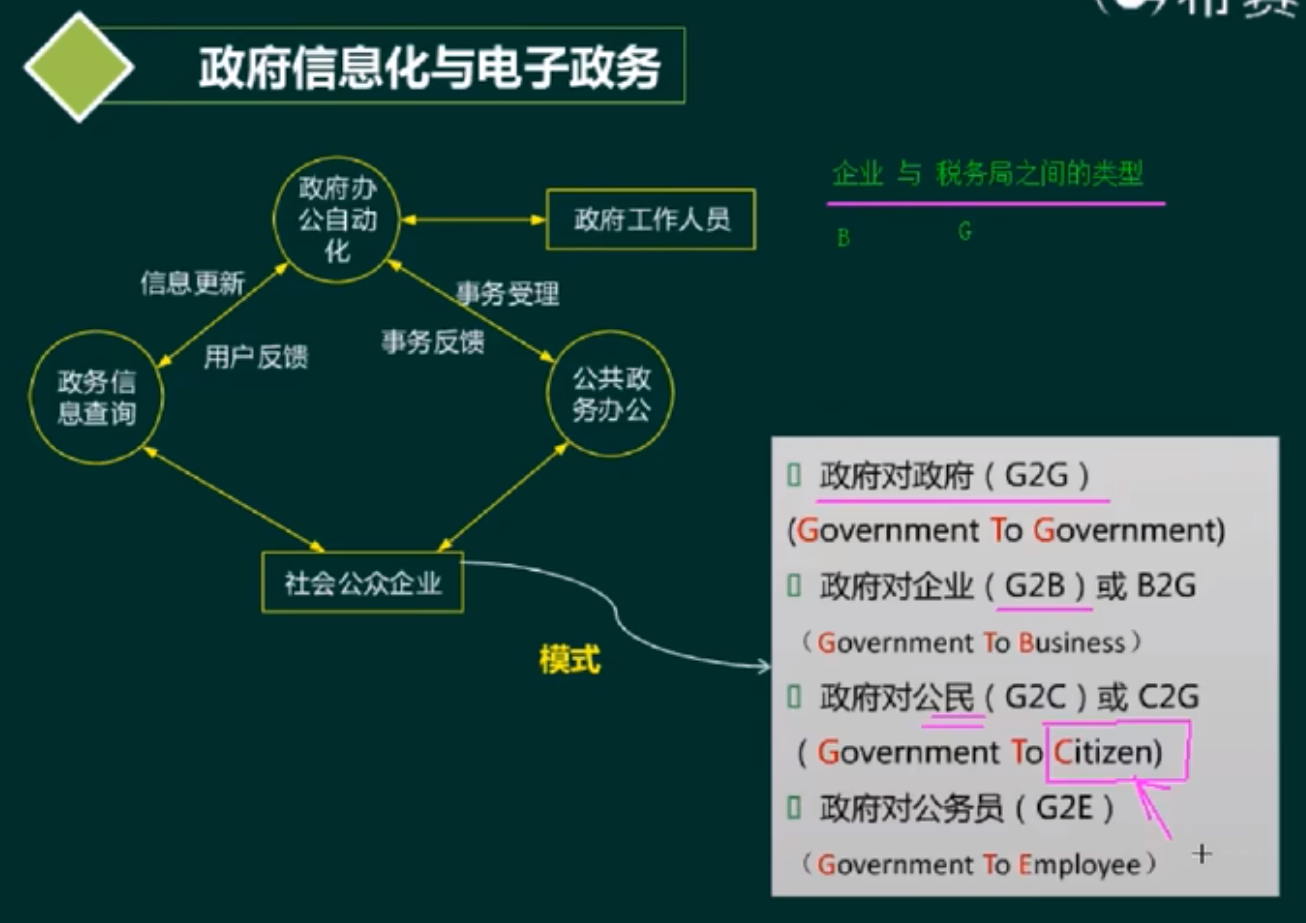 政府信息化与电子政务
企业 与 税务局之间的类型
B G
政府办
公自动
化
政府工作人员
信息更新
用户反馈
事务受理
事务反馈
政务信
息查询
公共政
务办公
社会公众企业
模式
政府对政府（G2G）
(Government To Government)
政府对企业（G2B）或 B2G
（Government To Business）
政府对公民（G2C）或 C2G
( Government To Citizen)
政府对公务员（G2E）
（Government To Employee）